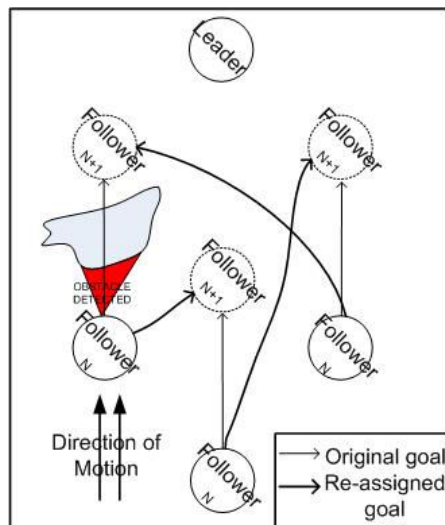 Leader
Follower
N+1
Follower
N+1
Follower
N+1
OBSTACLE
DETECTED
Follower
N
Follower
N
Direction of
Motion
Follower
N
Original goal
Re-assigned
goal